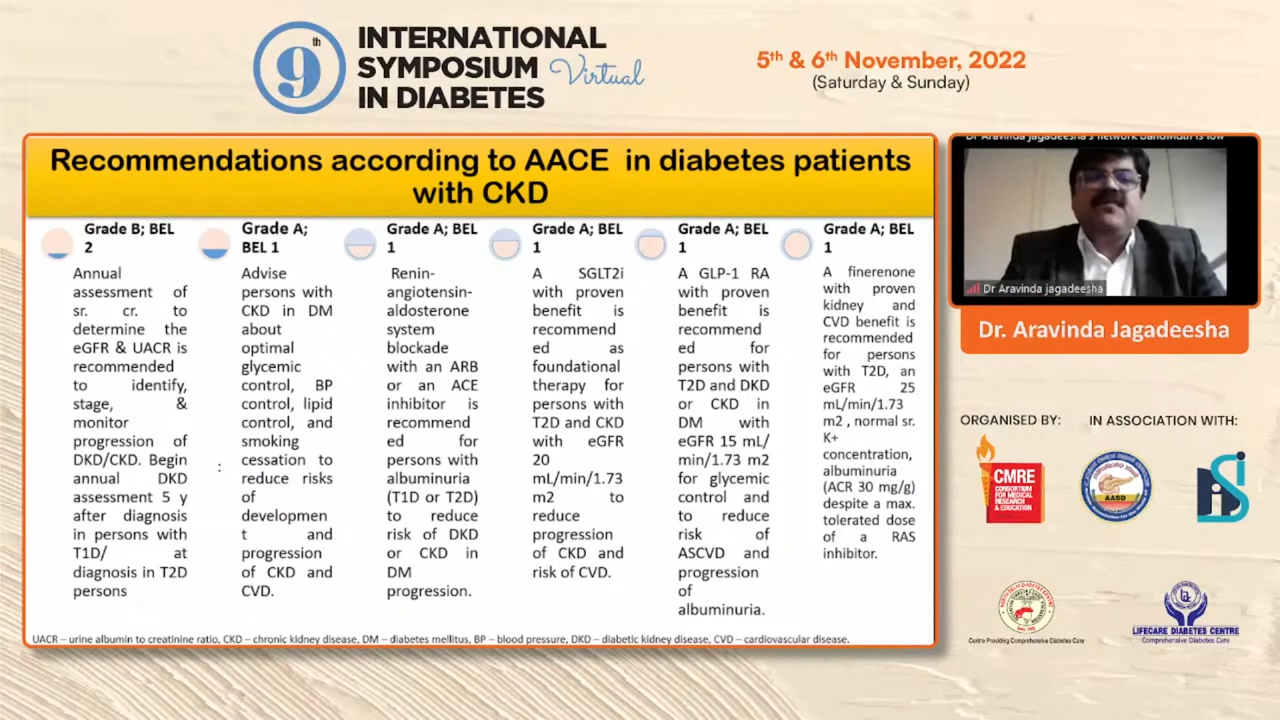 9th
INTERNATIONAL
SYMPOSIUM Virtual
IN DIABETES
5th & 6th November, 2022
(Saturday & Sunday)
Recommendations according to AACE in diabetes patients
with CKD
Grade B; BEL
2
Annual
assessment of
sr. cr. to
determine the
eGFR & UACR is
recommended
to identify,
stage, &
monitor
progression of
DKD/CKD. Begin
annual DKD
assessment 5 y
after diagnosis
in persons with
T1D/ at
diagnosis in T2D
persons
:
Grade A;
BEL 1
Advise
persons with
CKD in DM
about
optimal
glycemic
control, BP
control, lipid
control, and
smoking
cessation to
reduce risks
of
developmen
t and
progression
of CKD and
CVD.
Grade A; BEL
1
Renin-
angiotensin-
aldosterone
system
blockade
with an ARB
or an ACE
inhibitor is
recommend
ed for
persons with
albuminuria
(T1D or T2D)
to reduce
risk of DKD
or CKD in
DM
progression.
Grade A; BEL
1
A SGLT2i
with proven
benefit is
recommend
ed as
foundational
therapy for
persons with
T2D and CKD
with eGFR
20
mL/min/1.73
m2 to
reduce
progression
of CKD and
risk of CVD.
Grade A; BEL
1
A GLP-1 RA
with proven
benefit is
recommend
ed for
persons with
T2D and DKD
or CKD in
DM with
eGFR 15 mL/
min/1.73 m2
for glycemic
control and
to reduce
risk of
ASCVD and
progression
of
albuminuria.
Grade A; BEL
1
A finerenone
with proven
kidney and
CVD benefit is
recommended
for persons
with T2D, an
eGFR 25
mL/min/1.73
m2 , normal sr.
K+
concentration,
albuminuria
(ACR 30 mg/g)
despite a max.
tolerated dose
of a RAS
inhibitor.
UACR – urine albumin to creatinine ratio, CKD – chronic kidney disease, DM – diabetes mellitus, BP – blood pressure, DKD – diabetic kidney disease, CVD – cardiovascular disease.
Dr Aravinda jagadeesha's network bandwidth is low
Dr Aravinda jagadeesha
Dr. Aravinda Jagadeesha
ORGANISED BY:
IN ASSOCIATION WITH:
CMRE
CONSORTIUM
FOR MEDICAL
RESEARCH
& EDUCATION
AASD
Centre Providing Comprehensive Diabetes Care
LIFECARE DIABETES CENTRE
Comprehensive Diabetes Care